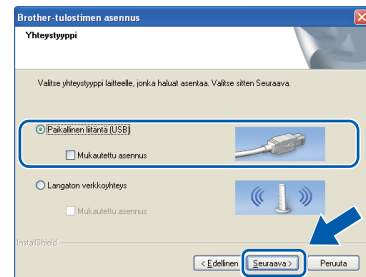 Brother-tulostimen asennus
Yhteystyyppi
Valitse yhteystyyppi laitteelle, jonka haluat asentaa. Valitse sitten Seuraava.
Paikallinen liitäntä (USB)
Mukautettu asennus
Langaton verkkoyhteys
Mukautettu asennus
InstallShield
< Edellinen
Seuraava >
Peruuta